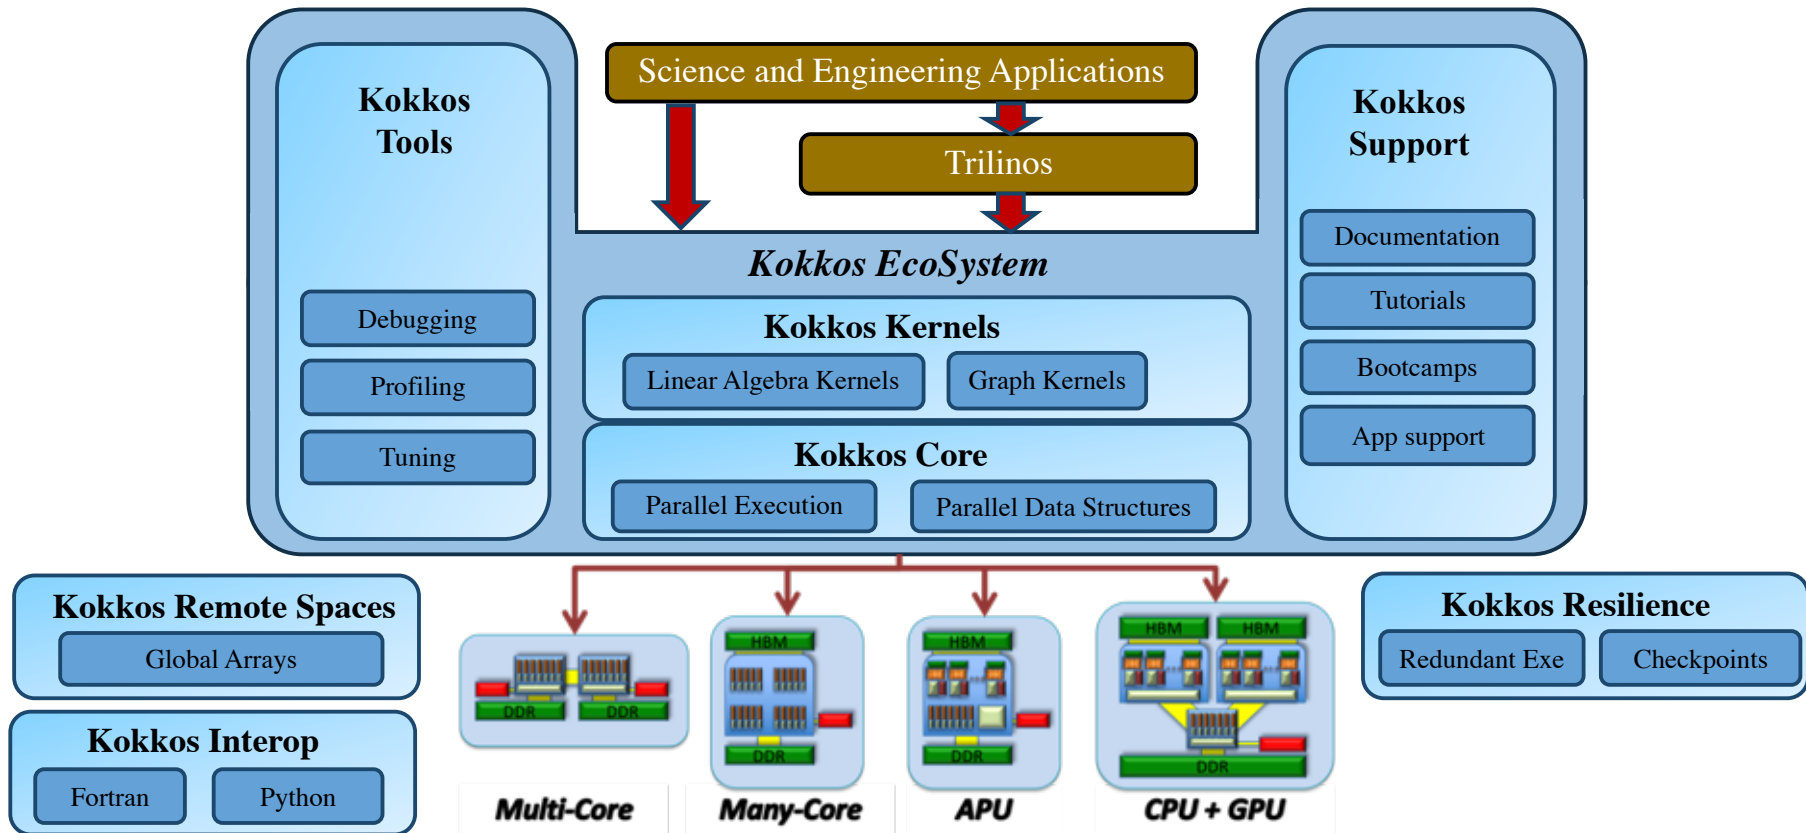 Kokkos
Tools
Debugging
Profiling
Tuning
Science and Engineering Applications
Trilinos
Kokkos EcoSystem
Kokkos Kernels
Linear Algebra Kernels
Graph Kernels
Kokkos Core
Parallel Execution
Parallel Data Structures
Kokkos
Support
Documentation
Tutorials
Bootcamps
App support
Kokkos Remote Spaces
Global Arrays
Kokkos Interop
Fortran
Python
DDR
DDR
Multi-Core
HBM
DDR
Many-Core
HBM
DDR
APU
HBM
HBM
DDR
CPU + GPU
Kokkos Resilience
Redundant Exe
Checkpoints